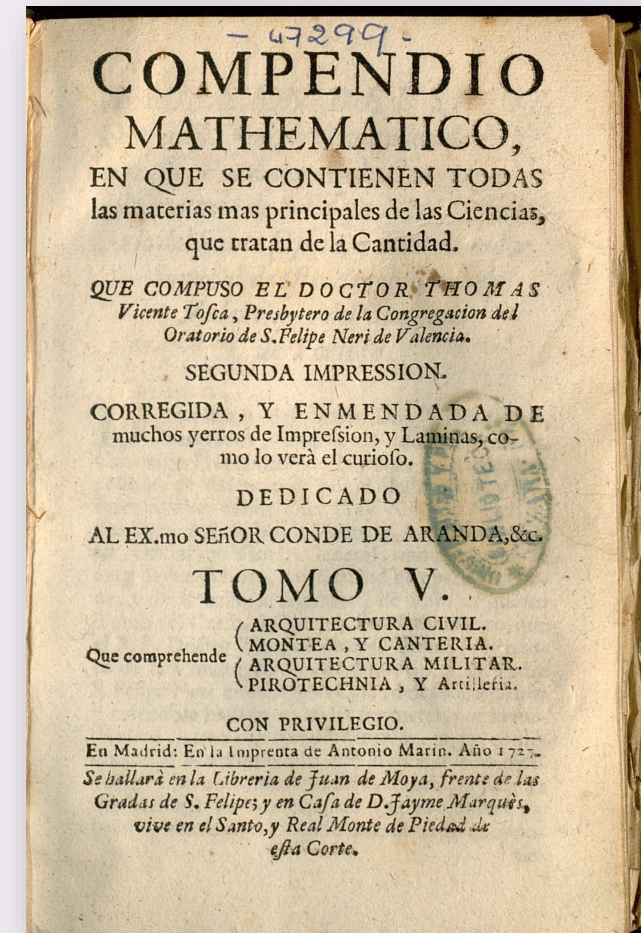 - 47299 -
COMPENDIO
MATHEMATICO,
EN QUE SE CONTIENEN TODAS
las materias mas principales de las Ciencias,
que tratan de la Cantidad.
QUE COMPUSO EL DOCTOR THOMAS
Vicente Toſca, Presbytero de la Congregacion del
Oratorio de S. Felipe Neri de Valencia.
SEGUNDA IMPRESSION.
CORREGIDA, Y ENMENDADA DE
muchos yerros de Impreſsion, y Laminas, co-
mo lo verà el curioſo.
DEDICADO
AL EX.mo SEñOR CONDE DE ARANDA, &c.
TOMO V.
Que comprehende
ARQUITECTURA CIVIL.
MONTEA, Y CANTERIA.
ARQUITECTURA MILITAR.
PIROTECHNIA, Y Artilleria.
CON PRIVILEGIO.
En Madrid: En la Imprenta de Antonio Marin. Año 1727.
Se hallarà en la Libreria de Juan de Moya, frente de las
Gradas de S. Felipe; y en Caſa de D. Jayme Marquès,
vive en el Santo, y Real Monte de Piedad de
eſta Corte.